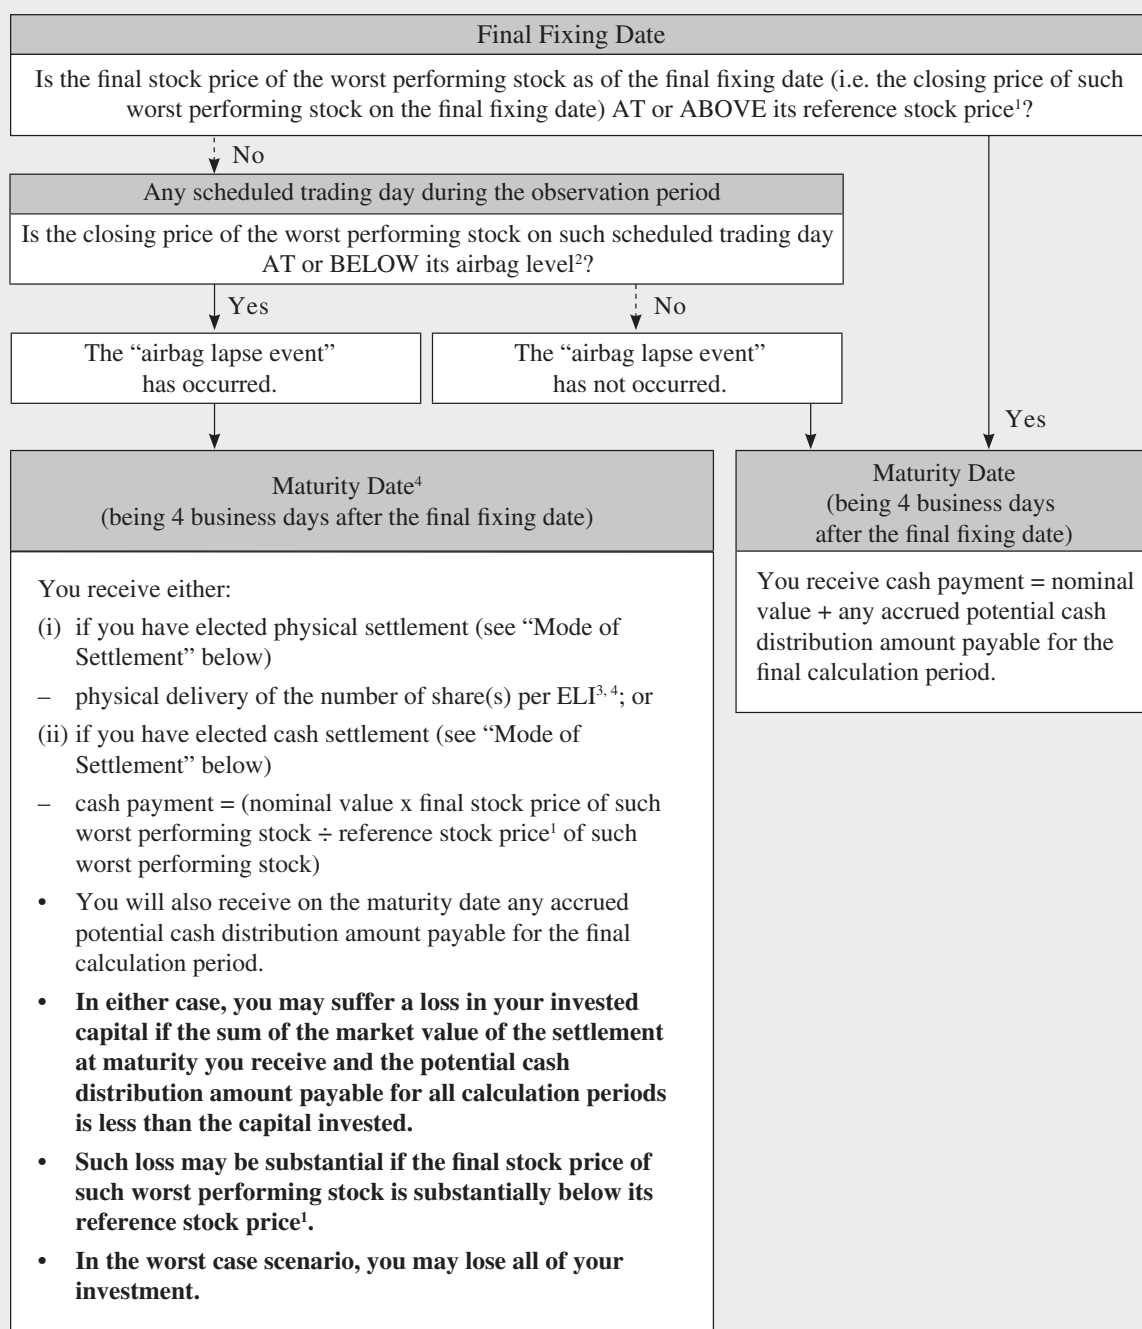 Final Fixing Date
Is the final stock price of the worst performing stock as of the final fixing date (i.e. the closing price of such
worst performing stock on the final fixing date) AT or ABOVE its reference stock price¹?
No
Any scheduled trading day during the observation period
Is the closing price of the worst performing stock on such scheduled trading day
AT or BELOW its airbag level²?
Yes
No
The “airbag lapse event”
has occurred.
The “airbag lapse event”
has not occurred.
Yes
Maturity Date⁴
(being 4 business days after the final fixing date)
You receive either:
(i) if you have elected physical settlement (see “Mode of
Settlement” below)
– physical delivery of the number of share(s) per ELI³,⁴; or
(ii) if you have elected cash settlement (see “Mode of
Settlement” below)
– cash payment = (nominal value x final stock price of such
worst performing stock ÷ reference stock price¹ of such
worst performing stock)
• You will also receive on the maturity date any accrued
potential cash distribution amount payable for the final
calculation period.
• In either case, you may suffer a loss in your invested
capital if the sum of the market value of the settlement
at maturity you receive and the potential cash
distribution amount payable for all calculation periods
is less than the capital invested.
• Such loss may be substantial if the final stock price of
such worst performing stock is substantially below its
reference stock price¹.
• In the worst case scenario, you may lose all of your
investment.
Maturity Date
(being 4 business days
after the final fixing date)
You receive cash payment = nominal
value + any accrued potential cash
distribution amount payable for the
final calculation period.